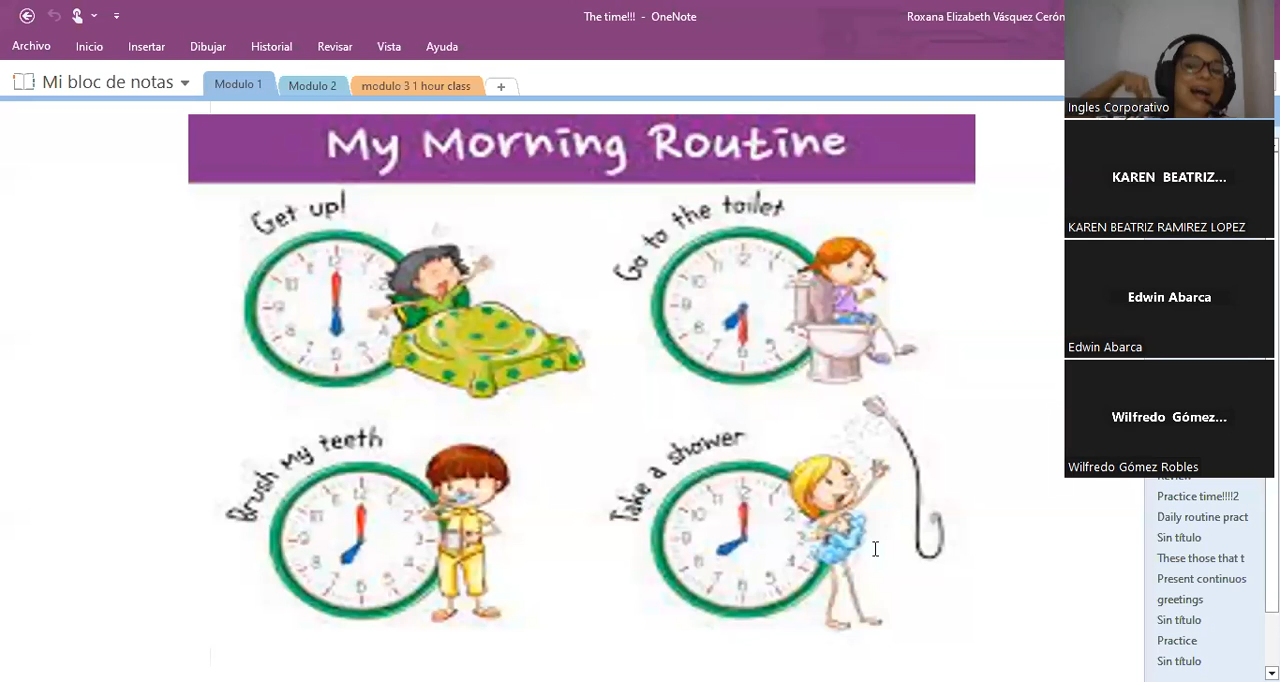 The time!!! - OneNote
Roxana Elizabeth Vásquez Cerón
Archivo Inicio Insertar Dibujar Historial Revisar Vista Ayuda
Mi bloc de notas Modulo 1 Modulo 2 modulo 3 1 hour class +
My Morning Routine
Get up!
Go to the toilet
Brush my teeth
Take a shower
Ingles Corporativo
KAREN BEATRIZ...
KAREN BEATRIZ RAMIREZ LOPEZ
Edwin Abarca
Edwin Abarca
Wilfredo Gómez...
Wilfredo Gómez Robles
Review
Practice time!!!!2
Daily routine pract
Sin título
These those that t
Present continuos
greetings
Sin título
Practice
Sin título